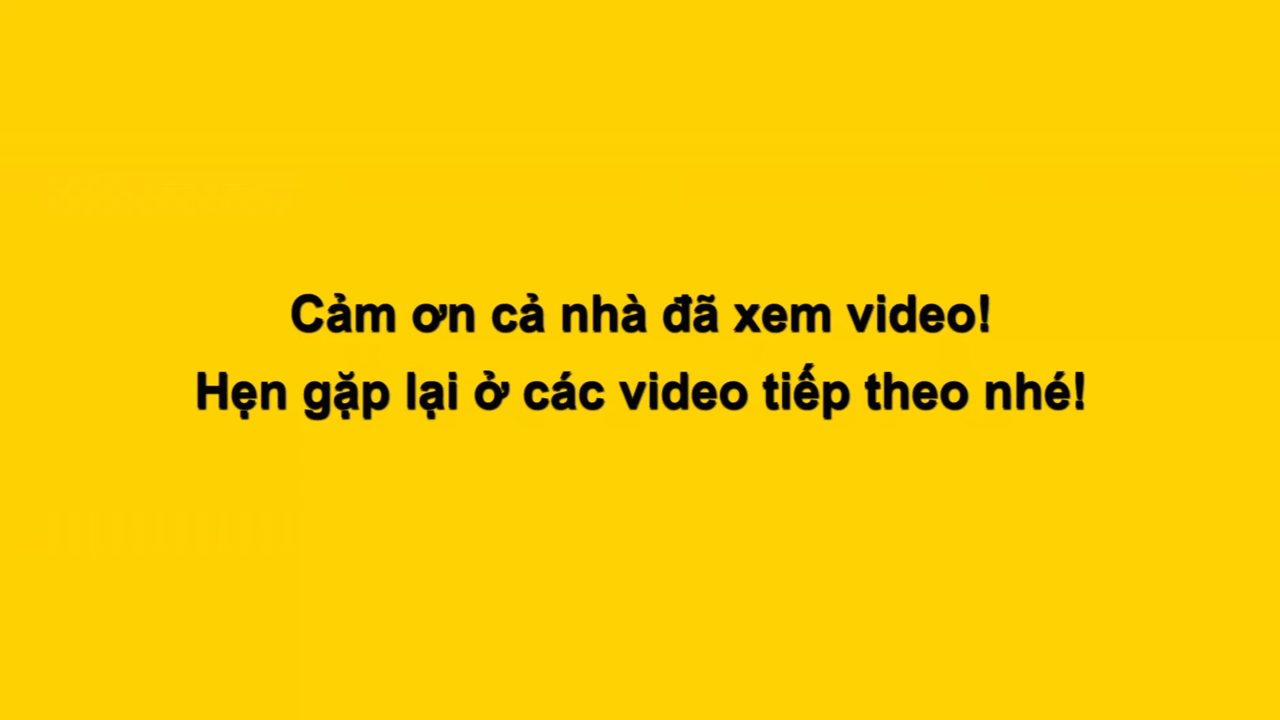 Cảm ơn cả nhà đã xem video!
Hẹn gặp lại ở các video tiếp theo nhé!